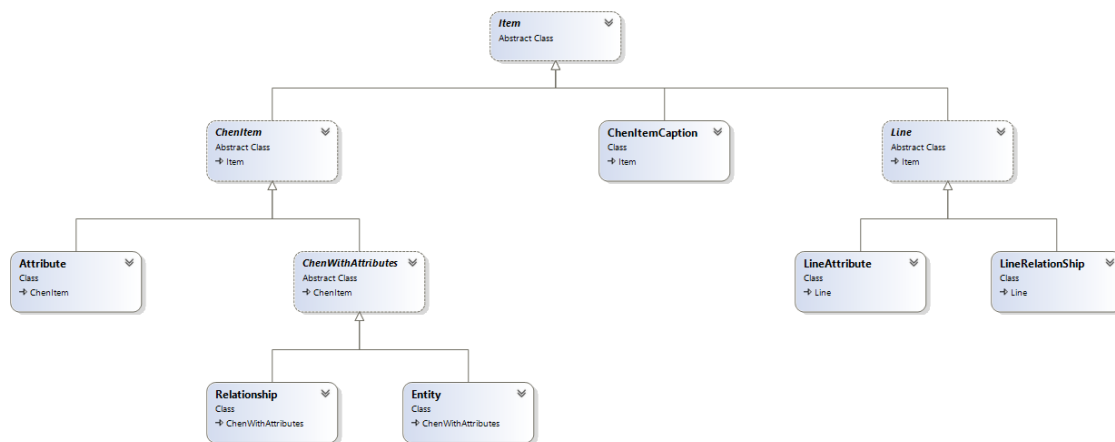 Item
Abstract Class
ChenItem
Abstract Class
Item
ChenItemCaption
Class
Item
Line
Abstract Class
Item
Attribute
Class
ChenItem
ChenWithAttributes
Abstract Class
ChenItem
LineAttribute
Class
Line
LineRelationShip
Class
Line
Relationship
Class
ChenWithAttributes
Entity
Class
ChenWithAttributes